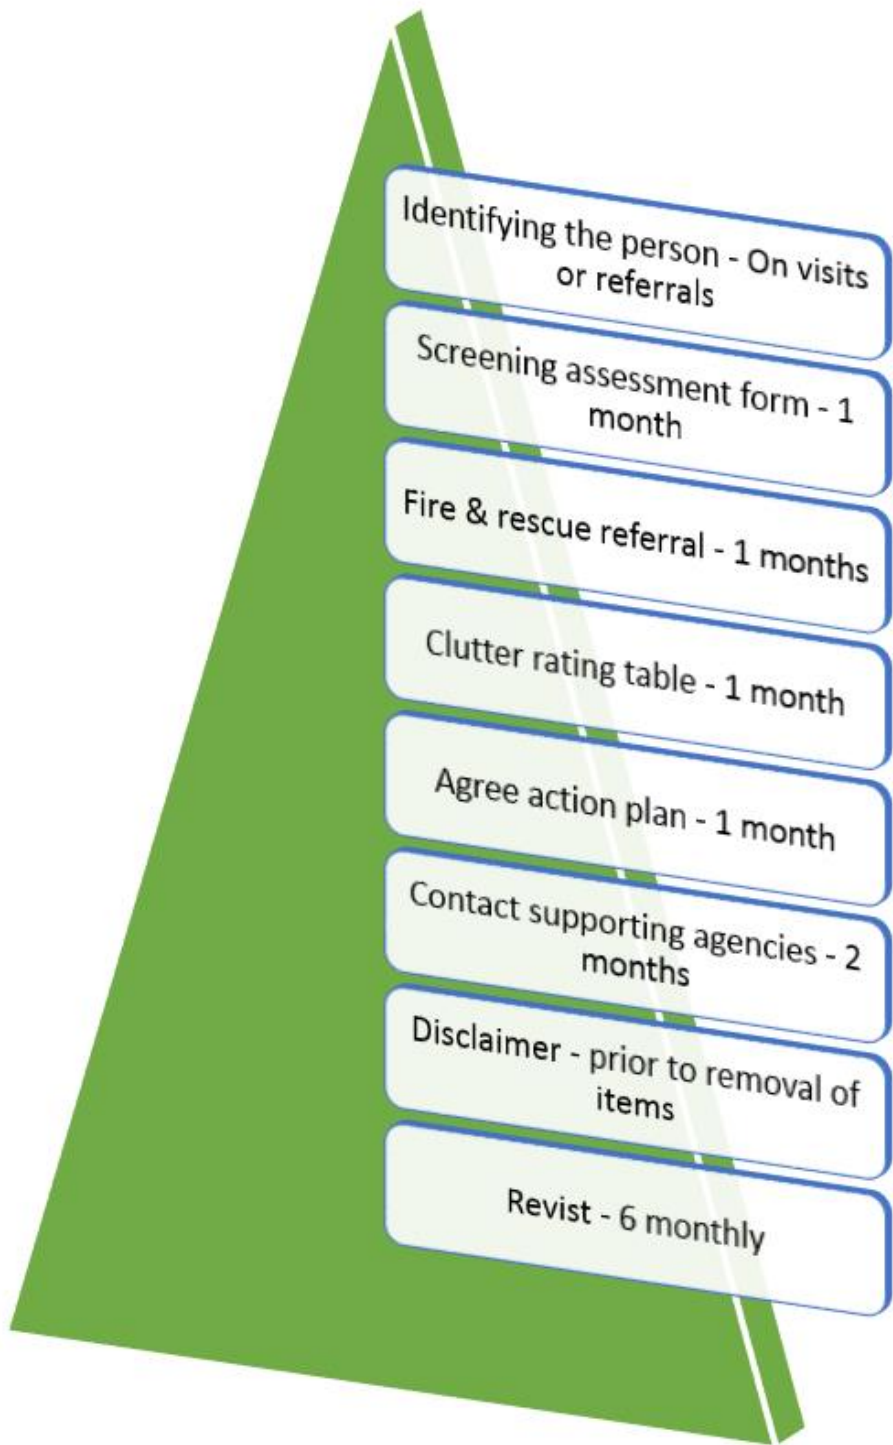 Identifying the person - On visits
or referrals
Screening assessment form - 1
month
Fire & rescue referral - 1 months
Clutter rating table - 1 month
Agree action plan - 1 month
Contact supporting agencies - 2
months
Disclaimer - prior to removal of
items
Revist - 6 monthly